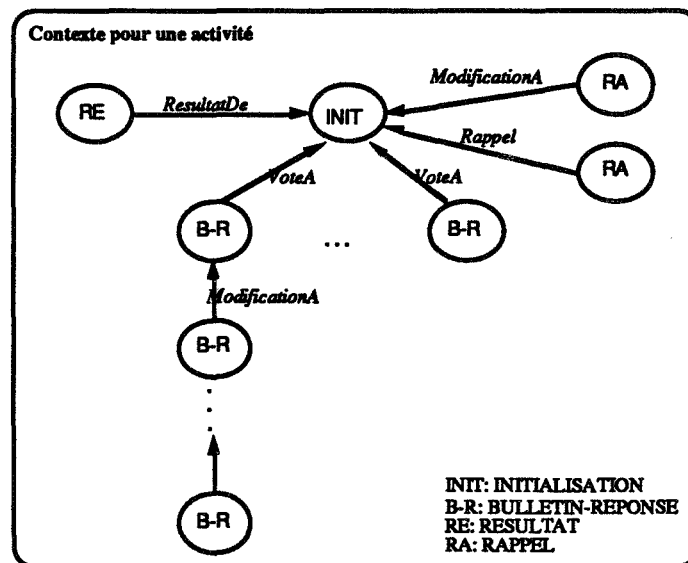 Contexte pour une activité
ModificationA
RA
RE
ResultatDe
INIT
Rappel
RA
VoteA
VoteA
B-R
...
B-R
ModificationA
B-R
B-R
INIT: INITIALISATION
B-R: BULLETIN-REPONSE
RE: RESULTAT
RA: RAPPEL